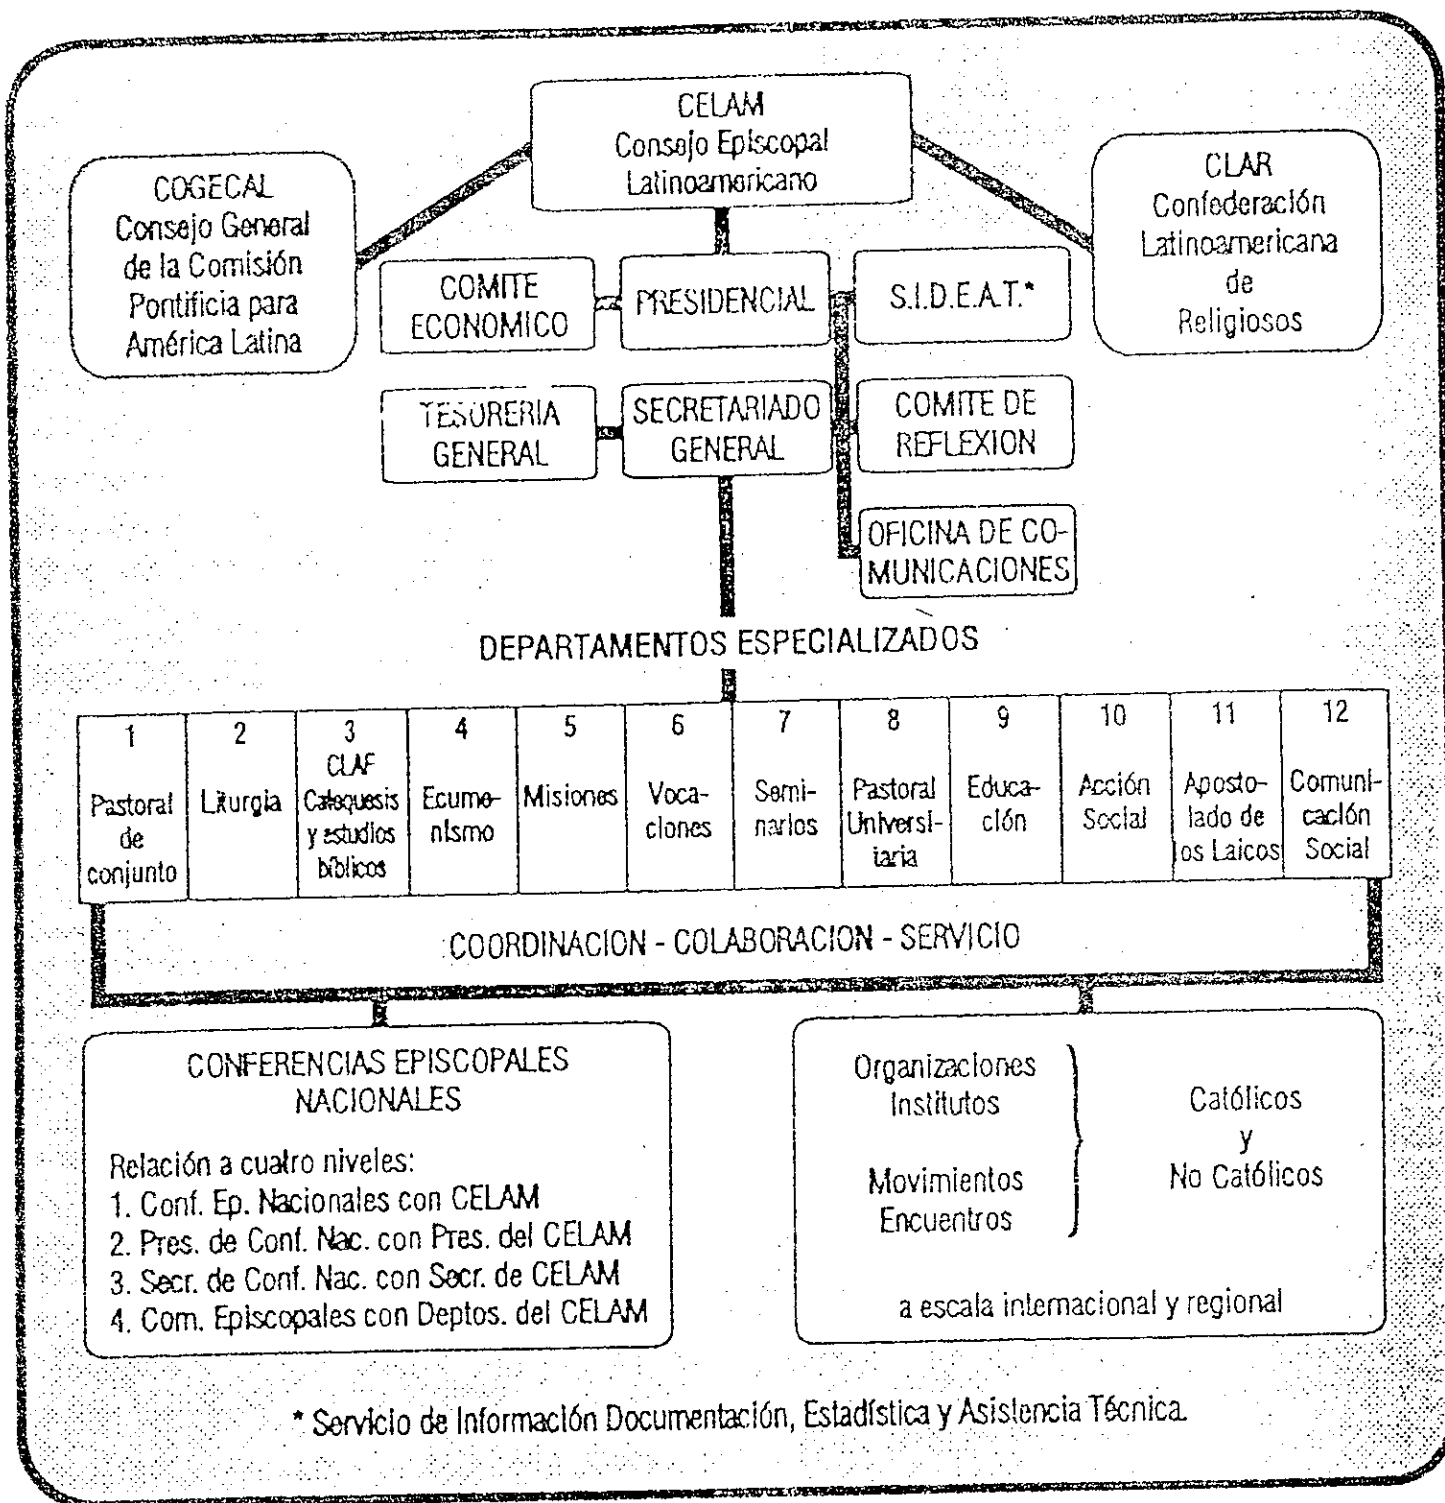 CELAM
Consejo Episcopal
Latinoamericano
COGECAL
Consejo General
de la Comisión
Pontificia para
América Latina
CLAR
Confederación
Latinoamericana
de
Religiosos
COMITE
ECONOMICO
PRESIDENCIAL
S.I.D.E.A.T.*
TESORERIA
GENERAL
SECRETARIADO
GENERAL
COMITE DE
REFLEXION
OFICINA DE CO-
MUNICACIONES
DEPARTAMENTOS ESPECIALIZADOS
1
Pastoral
de
conjunto
2
Liturgia
3
CLAF
Catequesis
y estudios
bíblicos
4
Ecume-
nismo
5
Misiones
6
Voca-
ciones
7
Semi-
narios
8
Pastoral
Universi-
taria
9
Educa-
ción
10
Acción
Social
11
Aposto-
lado de
los Laicos
12
Comuni-
cación
Social
COORDINACION - COLABORACION - SERVICIO
CONFERENCIAS EPISCOPALES
NACIONALES
Relación a cuatro niveles:
1. Conf. Ep. Nacionales con CELAM
2. Pres. de Conf. Nac. con Pres. del CELAM
3. Secr. de Conf. Nac. con Secr. de CELAM
4. Com. Episcopales con Deptos. del CELAM
Organizaciones
Institutos
Movimientos
Encuentros
Católicos
y
No Católicos
a escala internacional y regional
* Servicio de Información Documentación, Estadística y Asistencia Técnica.